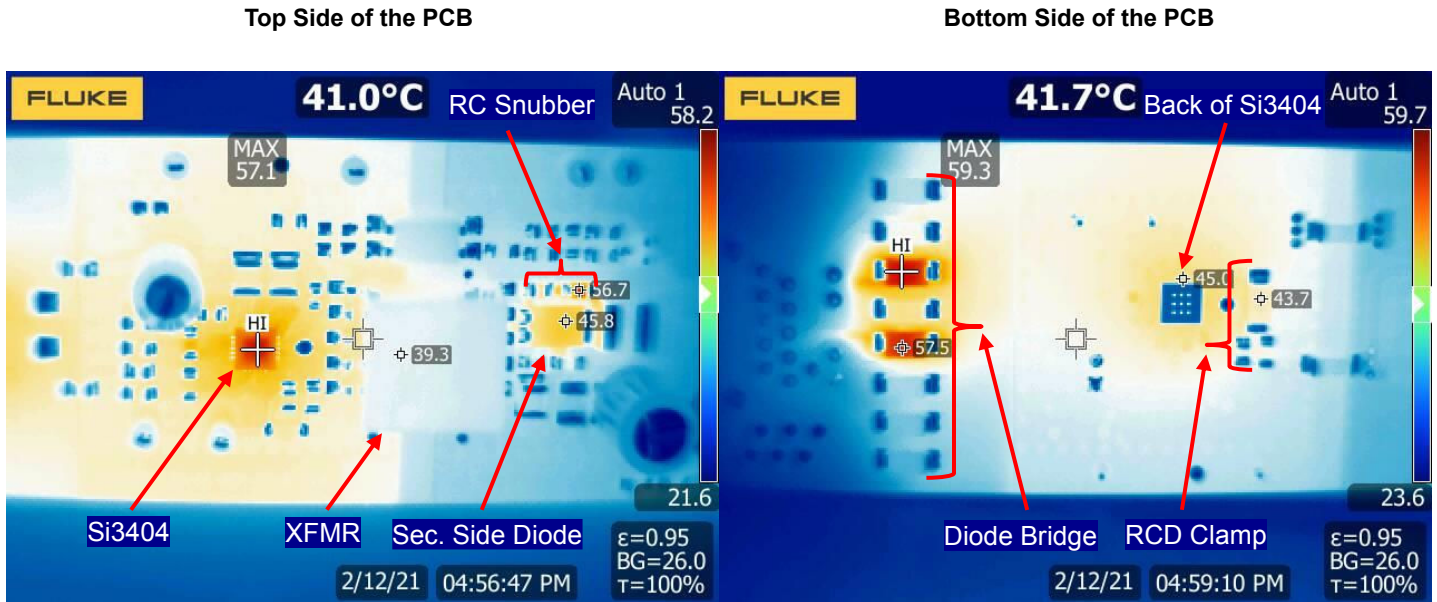 Top Side of the PCB
Bottom Side of the PCB
FLUKE
41.0°C
RC Snubber
Auto 1
58.2
MAX
57.1
HI
56.7
45.8
39.3
21.6
Si3404
XFMR
Sec. Side Diode
ε=0.95
BG=26.0
τ=100%
2/12/21
04:56:47 PM
FLUKE
41.7°C
Back of Si3404
Auto 1
59.7
MAX
59.3
HI
45.0
43.7
57.5
23.6
Diode Bridge
RCD Clamp
ε=0.95
BG=26.0
τ=100%
2/12/21
04:59:10 PM